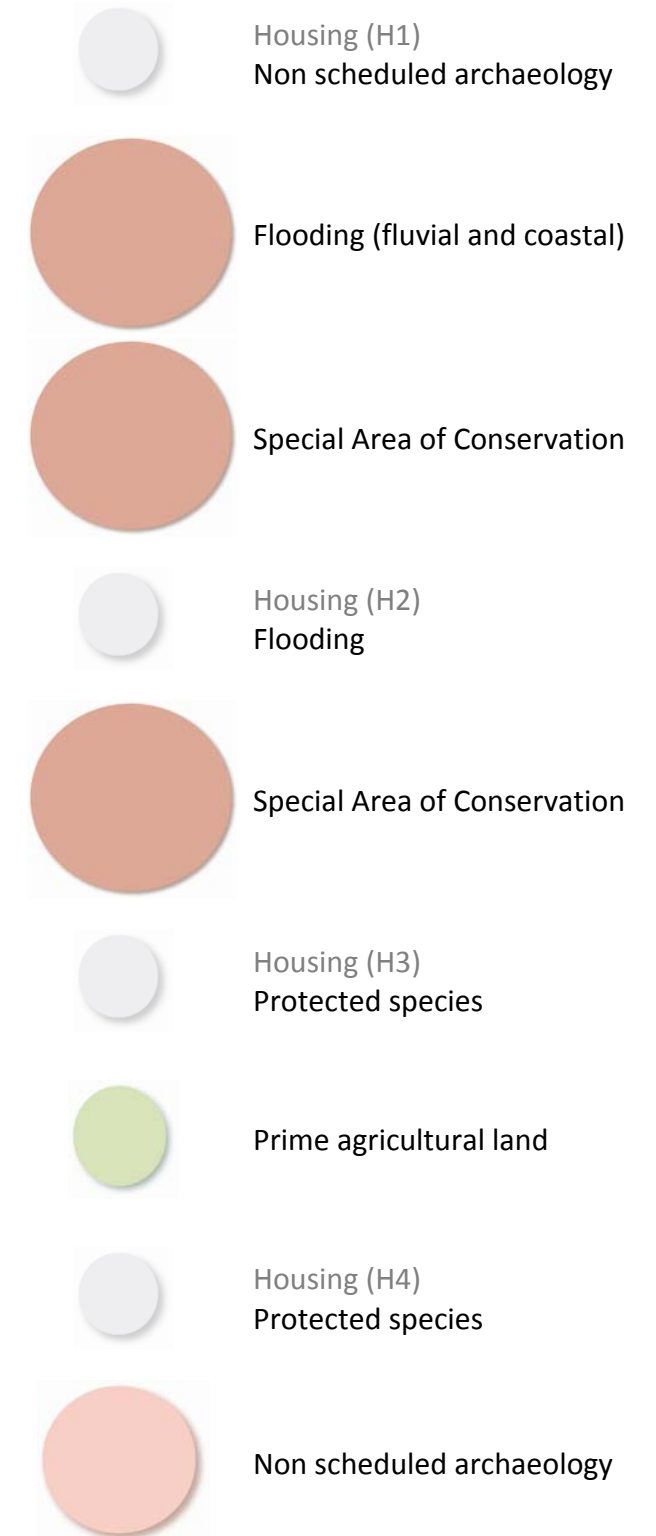 Housing (H1)
Non scheduled archaeology
Flooding (fluvial and coastal)
Special Area of Conservation
Housing (H2)
Flooding
Special Area of Conservation
Housing (H3)
Protected species
Prime agricultural land
Housing (H4)
Protected species
Non scheduled archaeology